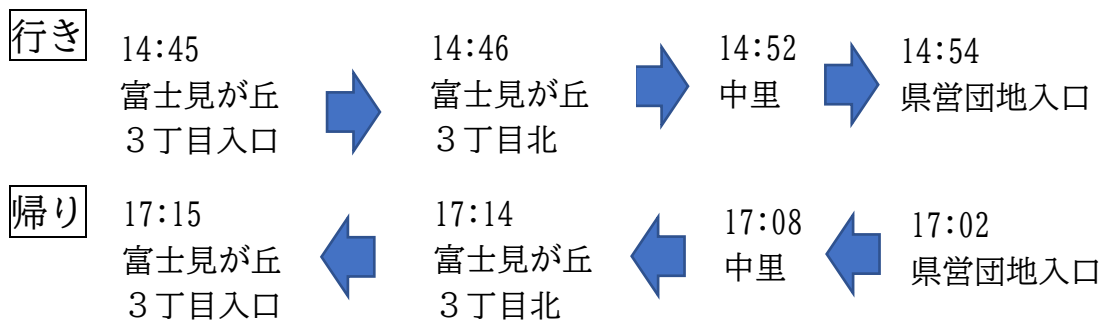 行き
14:45
富士見が丘
３丁目入口
14:46
富士見が丘
３丁目北
14:52
中里
14:54
県営団地入口
帰り
17:15
富士見が丘
３丁目入口
17:14
富士見が丘
３丁目北
17:08
中里
17:02
県営団地入口